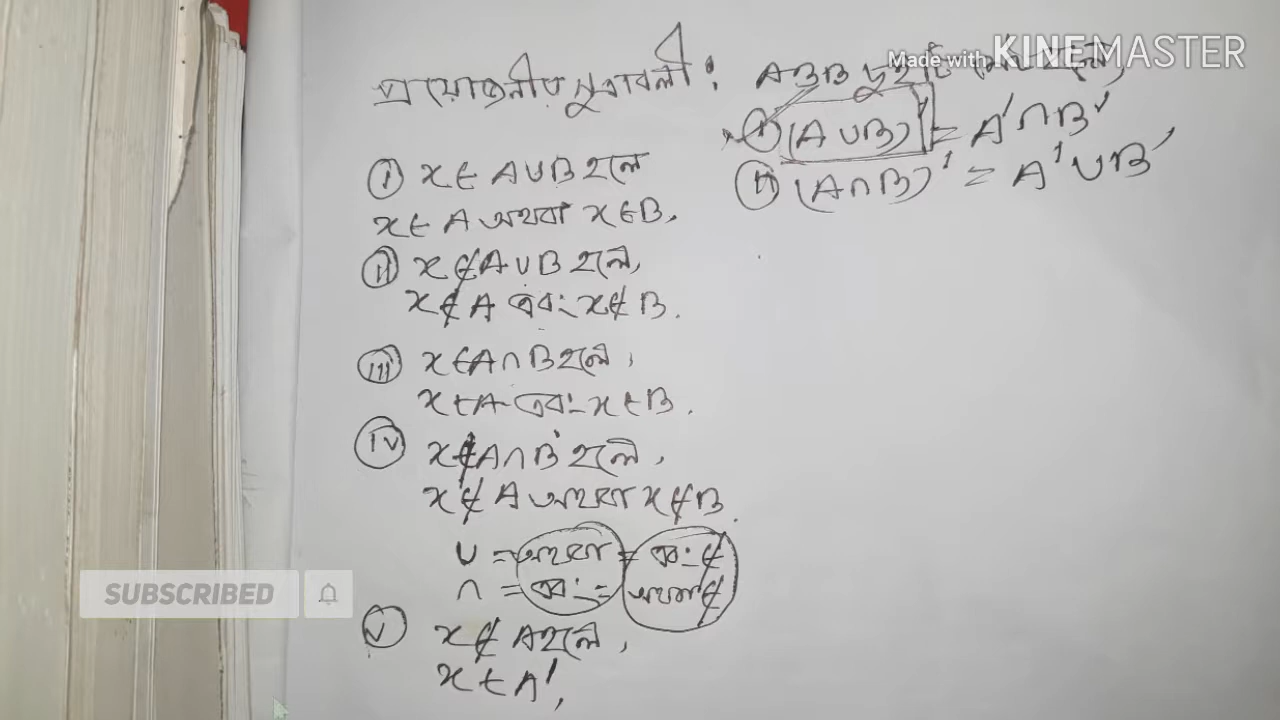 Made with KINEMASTER
প্রয়োজনীয় সুত্রাবলী:
(i) x ∈ A∪B হলে
x ∈ A অথবা x ∈ B,
(ii) x ∉ A∪B হলে,
x ∉ A এবং x ∉ B.
(iii) x ∈ A∩B হলে,
x ∈ A এবং x ∈ B.
(iv) x ∉ A∩B হলে,
x ∉ A অথবা x ∉ B.
∪ = অথবা = এবং ∉
∩ = এবং = অথবা ∉
(v) x ∉ A হলে,
x ∈ A′,
A ও B দুইটি সেট হলে,
(i) (A∪B)′ = A′∩B′
(ii) (A∩B)′ = A′∪B′
SUBSCRIBED